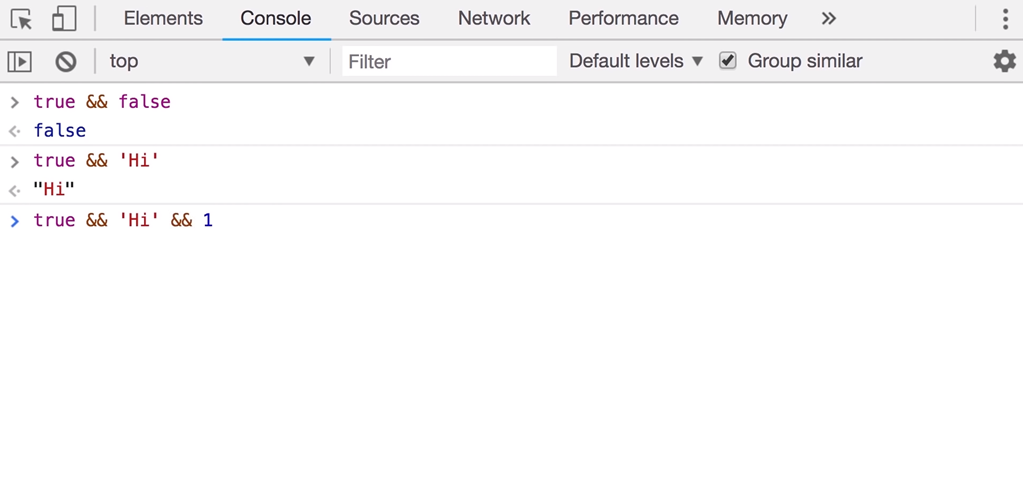 Elements Console Sources Network Performance Memory »
top ▼ Filter Default levels ▼ Group similar
> true && false
< false
> true && 'Hi'
< "Hi"
> true && 'Hi' && 1